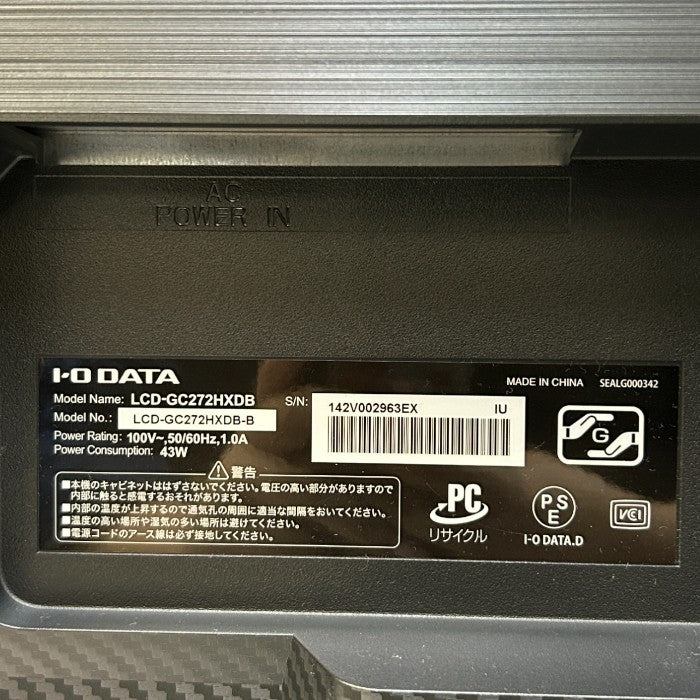 AC
POWER IN
I-O DATA
MADE IN CHINA SEALG000342
Model Name: LCD-GC272HXDB
S/N: 142V002963EX IU
Model No.: LCD-GC272HXDB-B
Power Rating: 100V~,50/60Hz,1.0A
Power Consumption: 43W
G
警告
■本機のキャビネットははずさないでください。電圧の高い部分がありますので
内部に触ると感電するおそれがあります。
■内部の温度が上昇するので通気孔の周囲に適当な間隔をおいてください。
■温度の高い場所や湿気の多い場所は避けてください。
■電源コードのアース線は必ず接地してください。
PC
リサイクル
PS
E
I-O DATA.D
VCI